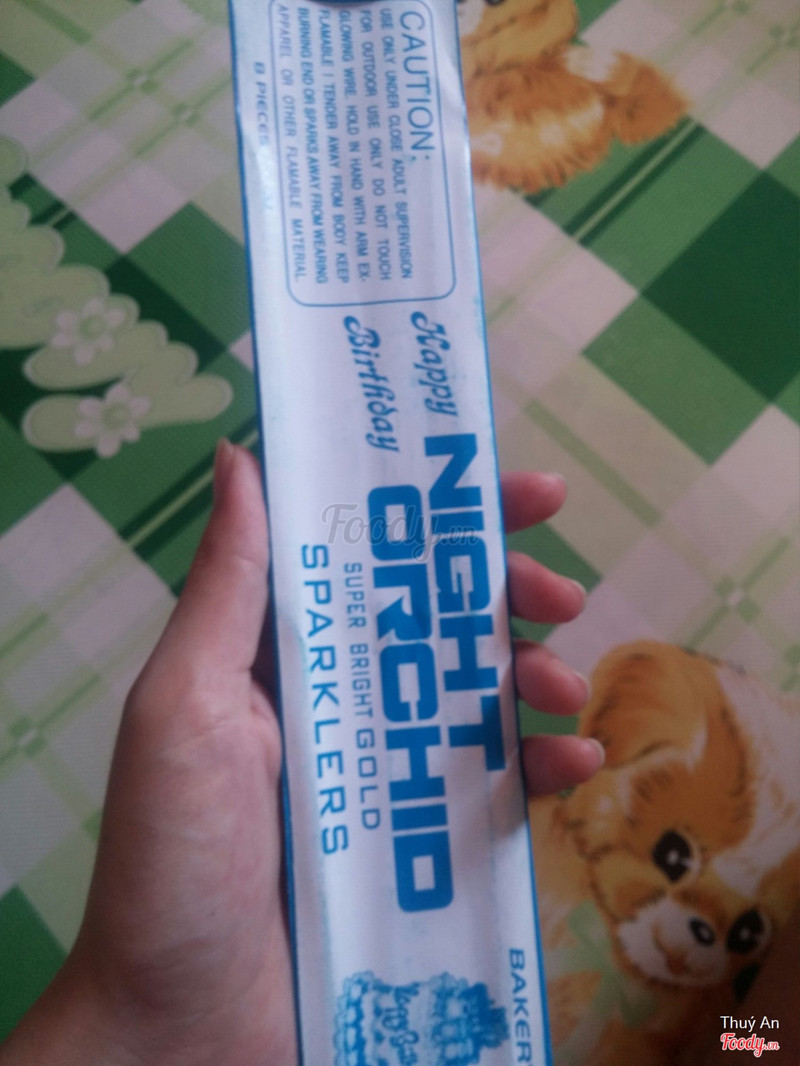 CAUTION:
USE ONLY UNDER CLOSE ADULT SUPERVISION
FOR OUTDOOR USE ONLY DO NOT TOUCH
GLOWING WIRE. HOLD IN HAND WITH ARM EX-
FLAMABLE ! TENDER AWAY FROM BODY KEEP
BURNING END OR SPARKS AWAY FROM WEARING
APPAREL OR OTHER FLAMABLE MATERIAL.
8 PIECES
Happy
Birthday
NIGHT
ORCHID
SUPER BRIGHT GOLD
SPARKLERS
BAKER
Foody.vn
Thuý An
Foody.vn